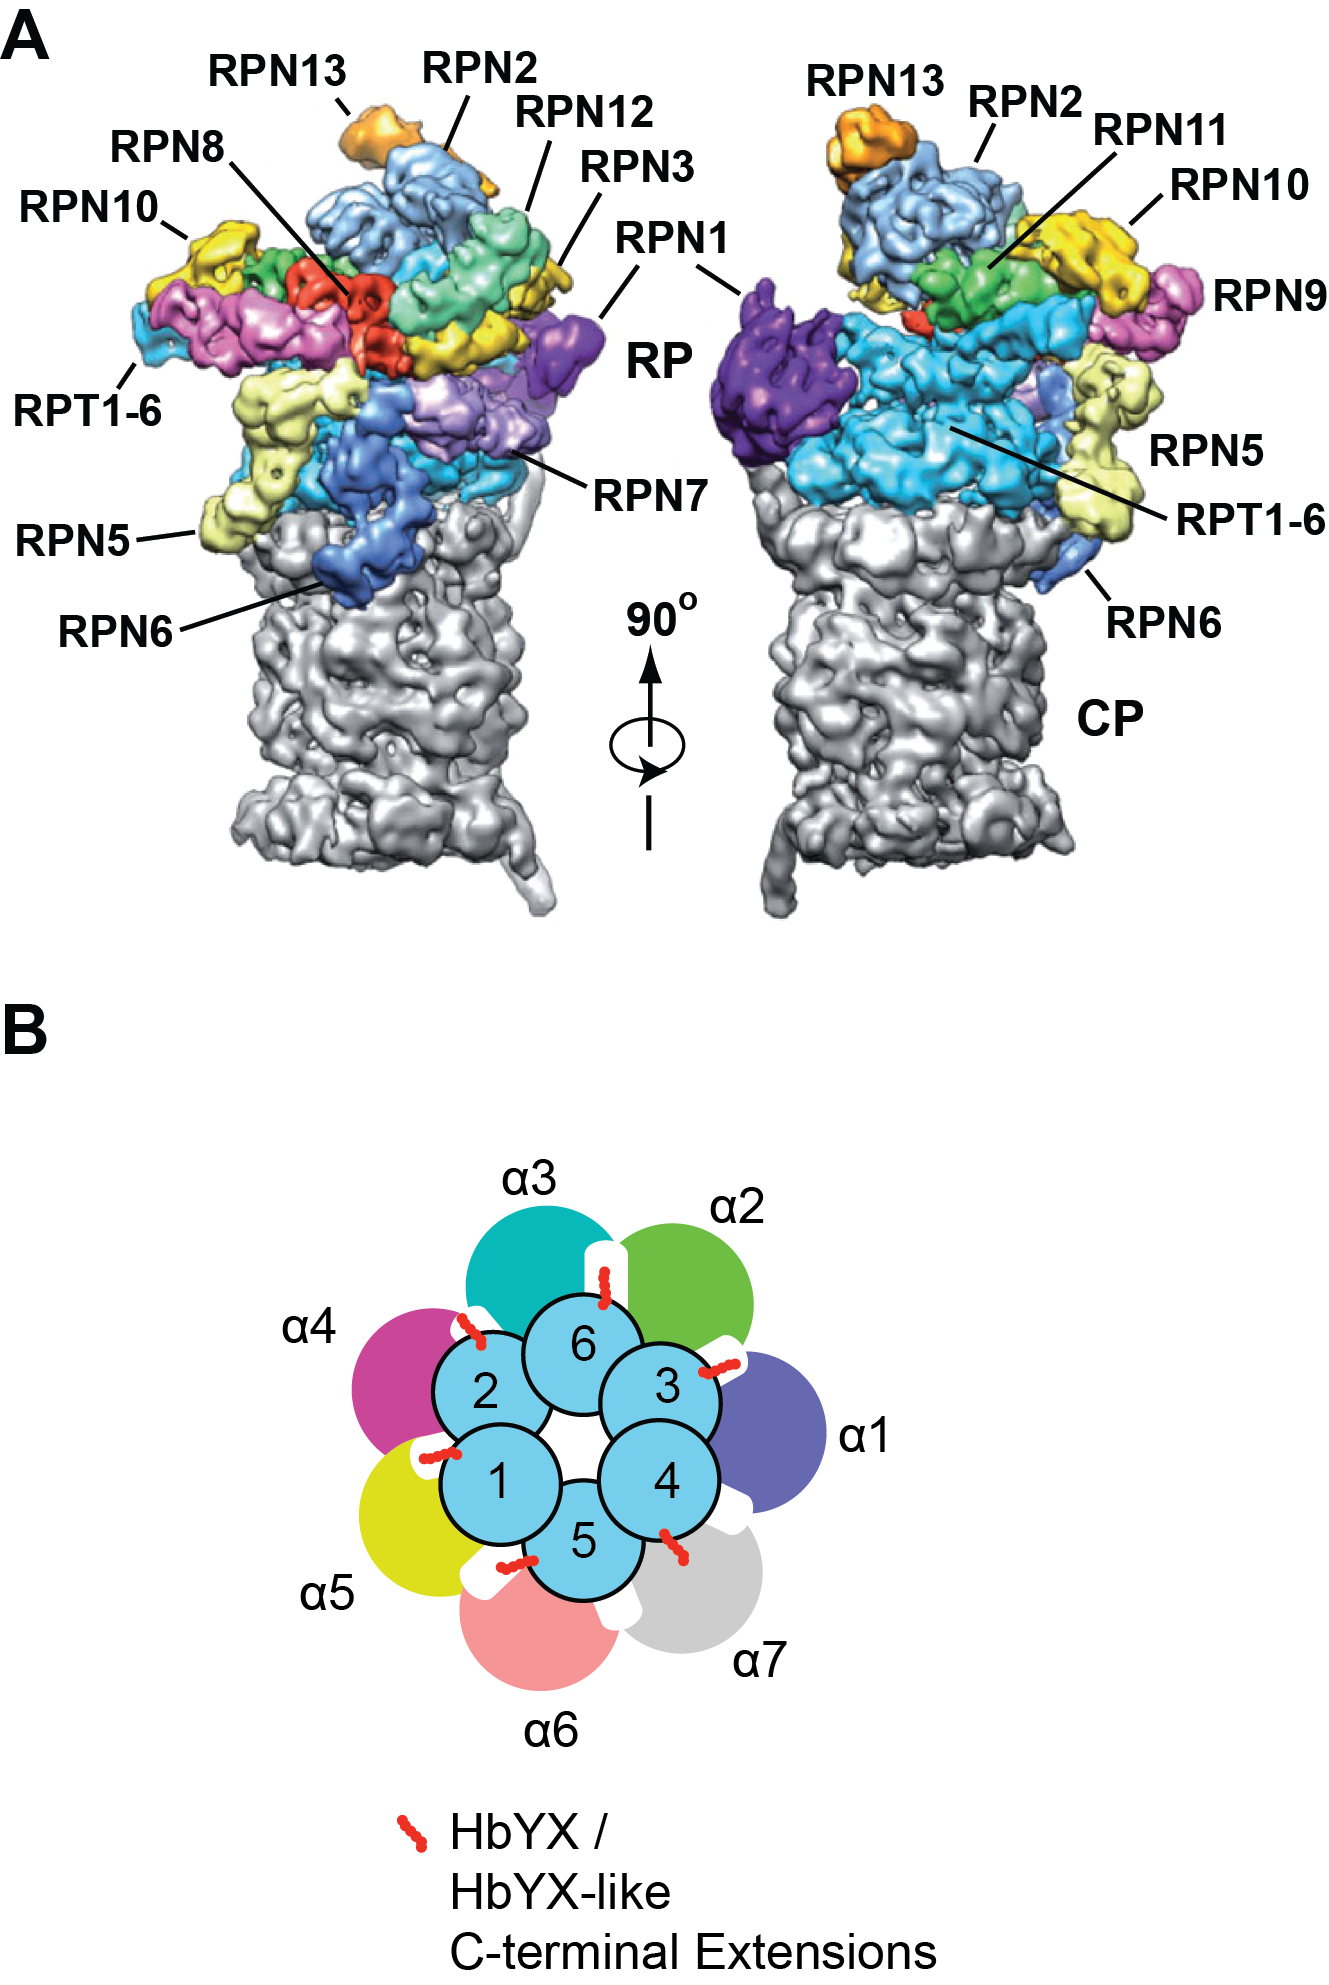 A
RPN13
RPN2
RPN12
RPN8
RPN3
RPN10
RPN1
RPT1-6
RPN7
RPN5
RPN6
RP
90o
RPN13
RPN2
RPN11
RPN10
RPN9
RPN5
RPT1-6
RPN6
CP
B
α3
α2
α4
6
3
2
α1
1
4
5
α5
α7
α6
HbYX /
HbYX-like
C-terminal Extensions